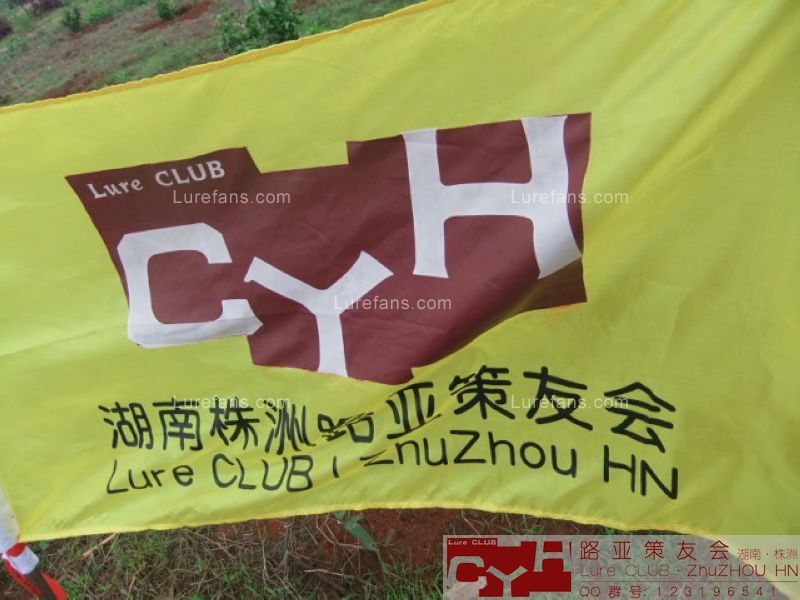 Lure CLUB
CYH
Lurefans.com Lurefans.com
Lurefans.com
湖南株洲路亚策友会
Lurefans.com Lurefans.com
Lure CLUB | ZhuZhou HN
Lure CLUB
CYH
路亚策友会 湖南·株洲
Lure CLUB · ZhuZHOU HN
QQ群号: 123196541